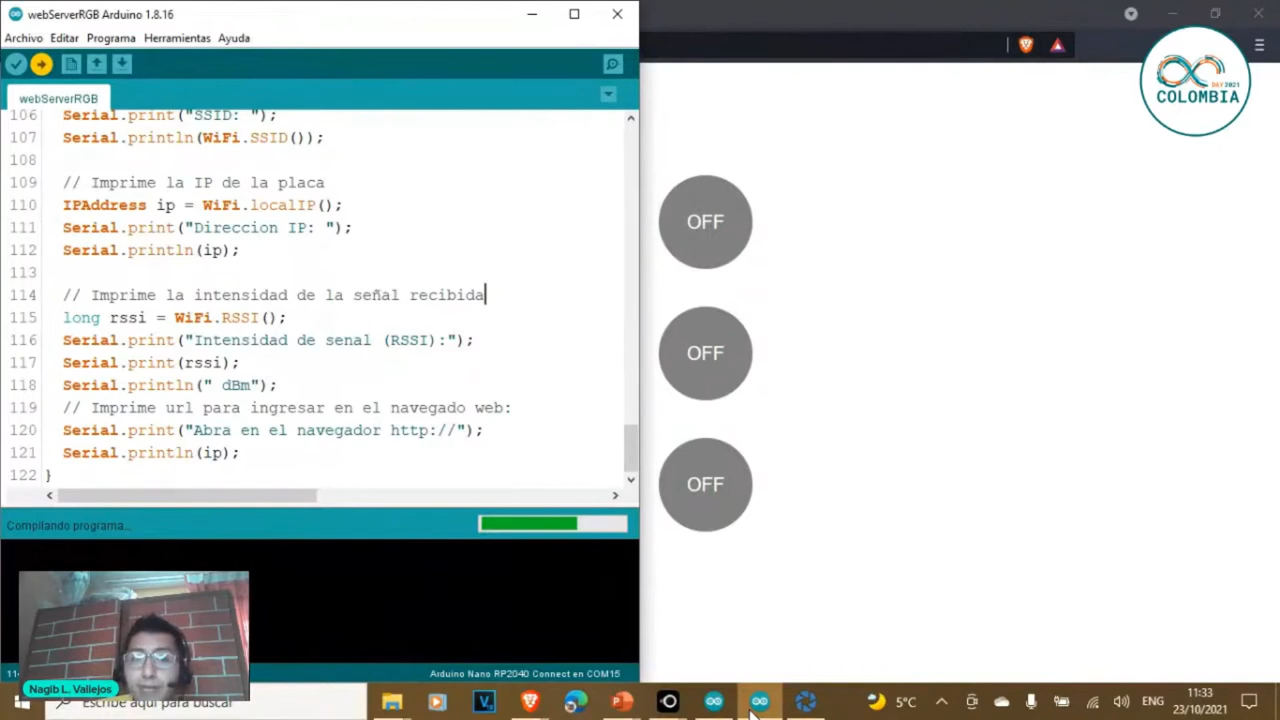 webServerRGB Arduino 1.8.16
Archivo Editar Programa Herramientas Ayuda
webServerRGB
106 Serial.print("SSID: ");
107 Serial.println(WiFi.SSID());
108
109 // Imprime la IP de la placa
110 IPAddress ip = WiFi.localIP();
111 Serial.print("Direccion IP: ");
112 Serial.println(ip);
113
114 // Imprime la intensidad de la señal recibida
115 long rssi = WiFi.RSSI();
116 Serial.print("Intensidad de senal (RSSI):");
117 Serial.print(rssi);
118 Serial.println(" dBm");
119 // Imprime url para ingresar en el navegado web:
120 Serial.print("Abra en el navegador http://");
121 Serial.println(ip);
122 }
Compilando programa...
Arduino Nano RP2040 Connect en COM15
Nagib L. Vallejos
DAY 2021
COLOMBIA
OFF
OFF
OFF
Escribe aquí para buscar
5°C
ENG
11:33
23/10/2021